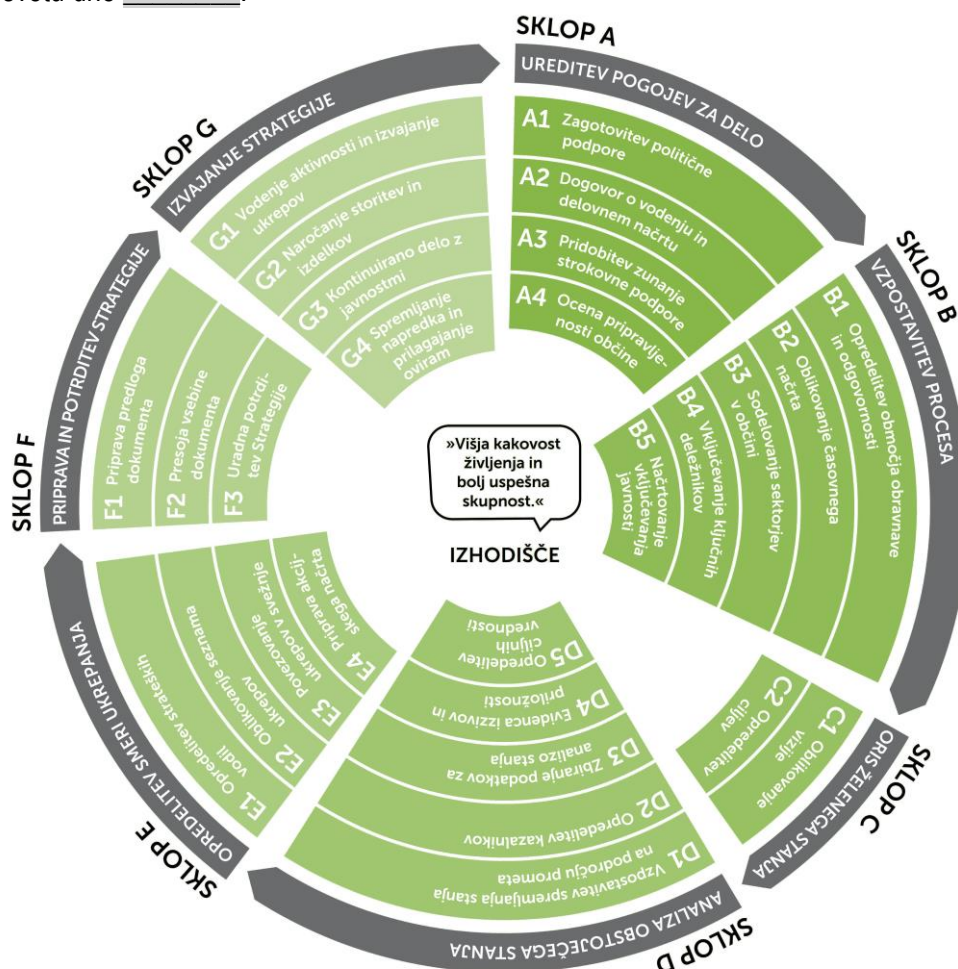 SKLOP A
UREDITEV POGOJEV ZA DELO
A1 Zagotovitev politične
podpore
A2 Dogovor o vodenju in
delovnem načrtu
A3 Pridobitev zunanje
strokovne podpore
A4 Ocena pripravlje-
nosti občine
SKLOP B
VZPOSTAVITEV PROCESA
B1 Opredelitev območja obravnave
in odgovornosti
B2 Oblikovanje časovnega
načrta
B3 Sodelovanje sektorjev
v občini
B4 Vključevanje ključnih
deležnikov
B5 Načrtovanje
vključevanja
javnosti
SKLOP C
ORIS ŽELENEGA STANJA
C1 Oblikovanje
vizije
C2 Opredelitev
ciljev
SKLOP D
ANALIZA OBSTOJEČEGA STANJA
D1 Vzpostavitev spremljanja stanja
na področju prometa
D2 Opredelitev kazalnikov
D3 Zbiranje podatkov za
analizo stanja
D4 Evidenca izzivov in
priložnosti
D5 Opredelitev
ciljnih
vrednosti
SKLOP E
OPREDELITEV SMERI UKREPANJA
E1 Opredelitev strateških
vodil
E2 Oblikovanje seznama
ukrepov
E3 Povezovanje
ukrepov v svežnje
E4 Priprava akcij-
skega načrta
SKLOP F
PRIPRAVA IN POTRDITEV STRATEGIJE
F1 Priprava predloga
dokumenta
F2 Presoja vsebine
dokumenta
F3 Uradna potrdi-
tev Strategije
SKLOP G
IZVAJANJE STRATEGIJE
G1 Vodenje aktivnosti in izvajanje
ukrepov
G2 Naročanje storitev in
izdelkov
G3 Kontinuirano delo z
javnostmi
G4 Spremljanje
napredka in
prilagajanje
oviram
»Višja kakovost
življenja in
bolj uspešna
skupnost.«
IZHODIŠČE